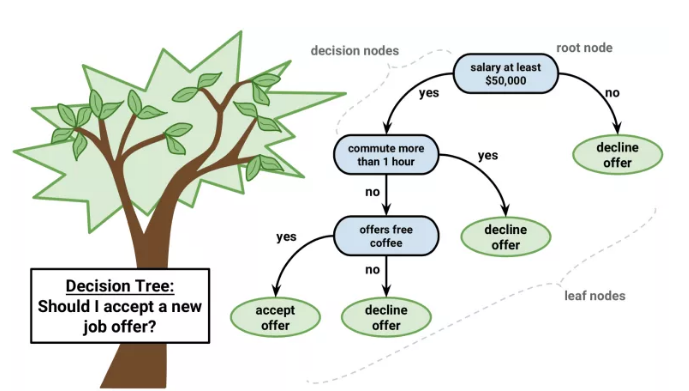 decision nodes
root node
salary at least
$50,000
yes
no
commute more
than 1 hour
yes
decline
offer
no
offers free
coffee
decline
offer
yes
no
Decision Tree:
Should I accept a new
job offer?
accept
offer
decline
offer
leaf nodes